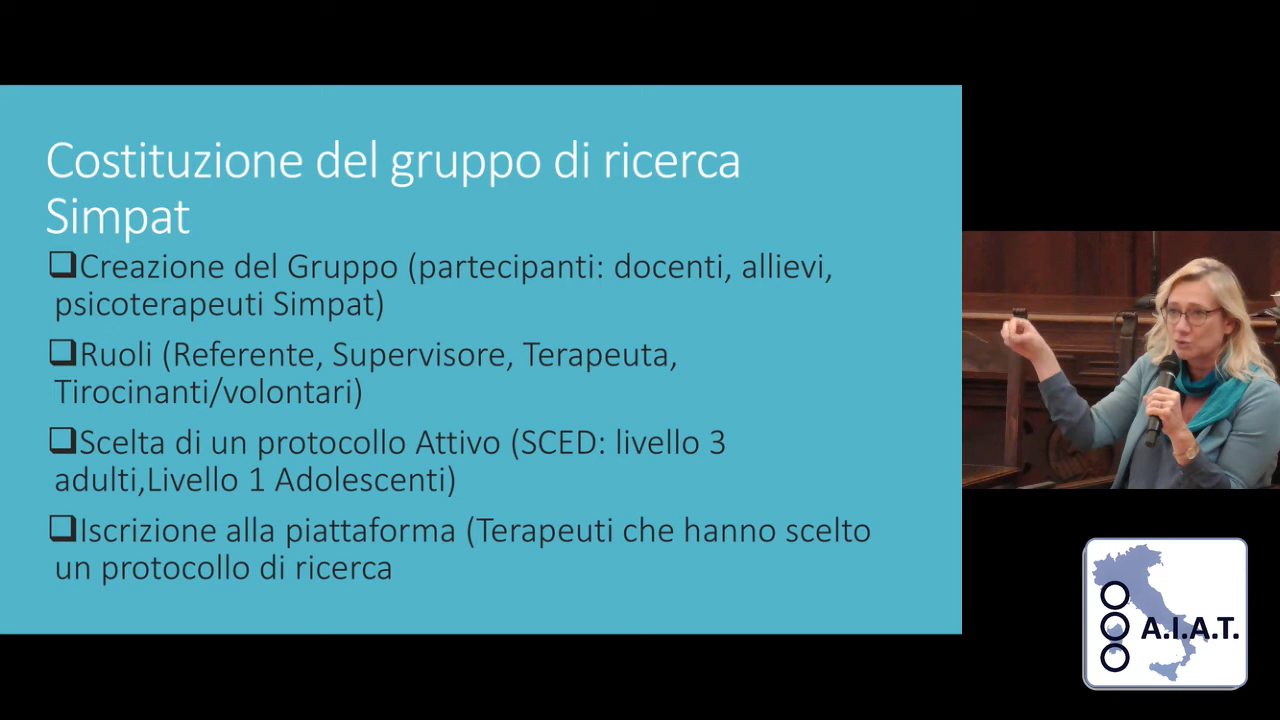 Costituzione del gruppo di ricerca
Simpat
❑Creazione del Gruppo (partecipanti: docenti, allievi,
psicoterapeuti Simpat)
❑Ruoli (Referente, Supervisore, Terapeuta,
Tirocinanti/volontari)
❑Scelta di un protocollo Attivo (SCED: livello 3
adulti,Livello 1 Adolescenti)
❑Iscrizione alla piattaforma (Terapeuti che hanno scelto
un protocollo di ricerca
A.I.A.T.